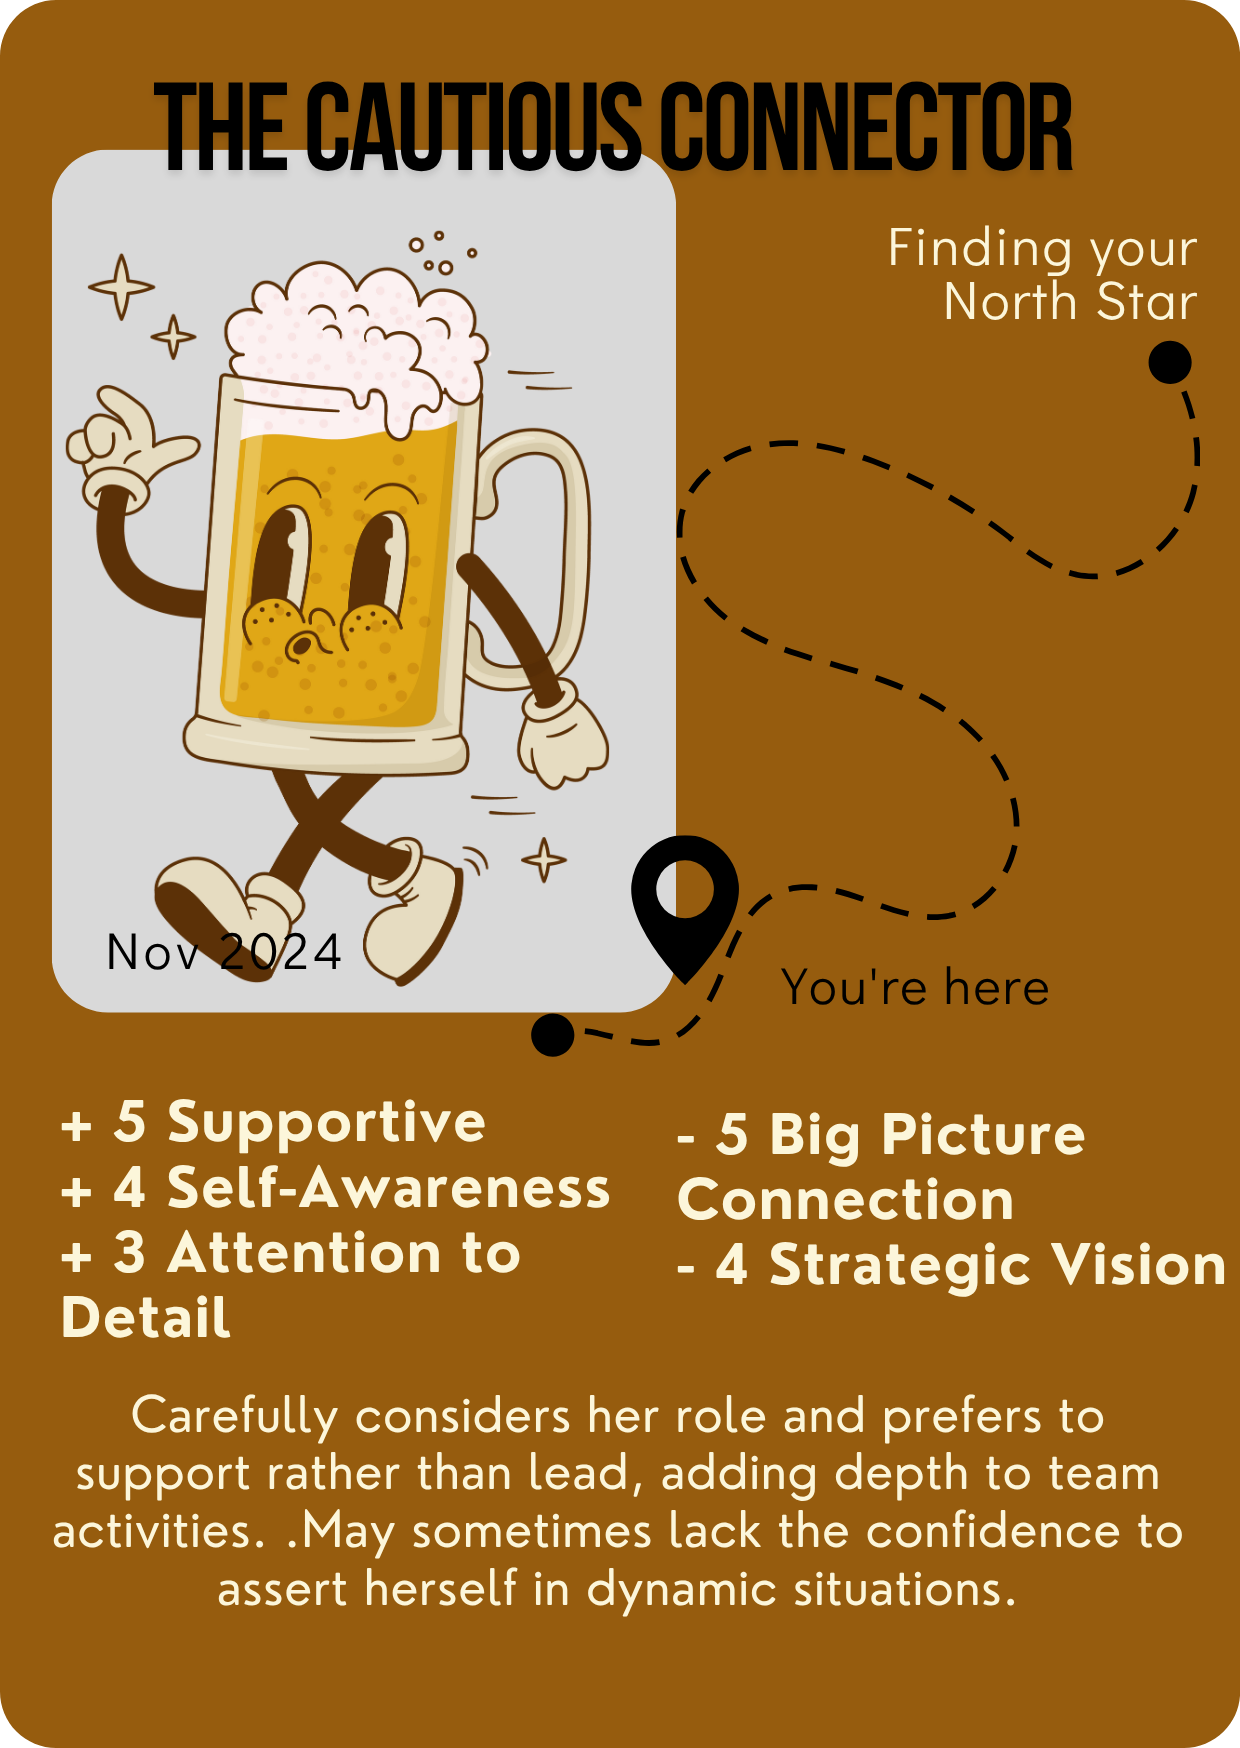 THE CAUTIOUS CONNECTOR
Finding your
North Star
Nov 2024
You're here
+ 5 Supportive
+ 4 Self-Awareness
+ 3 Attention to
Detail
- 5 Big Picture
Connection
- 4 Strategic Vision
Carefully considers her role and prefers to
support rather than lead, adding depth to team
activities. .May sometimes lack the confidence to
assert herself in dynamic situations.